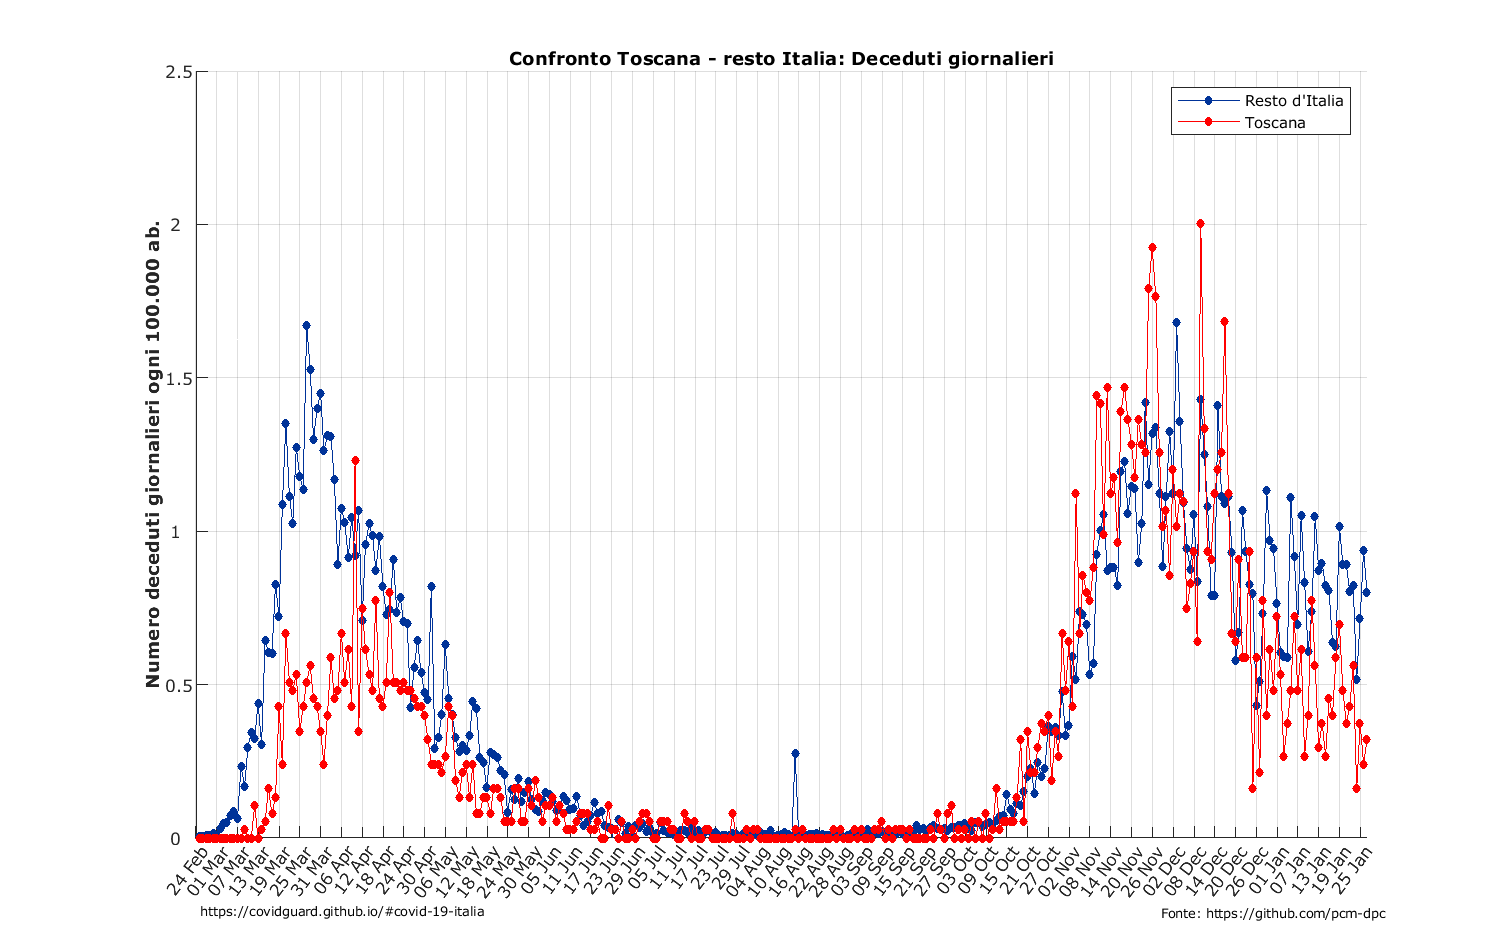 Confronto Toscana - resto Italia: Deceduti giornalieri
Numero deceduti giornalieri ogni 100.000 ab.
2.5
2
1.5
1
0.5
0
Resto d'Italia
Toscana
24 Feb
01 Mar
07 Mar
13 Mar
19 Mar
25 Mar
31 Mar
06 Apr
12 Apr
18 Apr
24 Apr
30 Apr
06 May
12 May
18 May
24 May
30 May
05 Jun
11 Jun
17 Jun
23 Jun
29 Jun
05 Jul
11 Jul
17 Jul
23 Jul
29 Jul
04 Aug
10 Aug
16 Aug
22 Aug
28 Aug
03 Sep
09 Sep
15 Sep
21 Sep
27 Sep
03 Oct
09 Oct
15 Oct
21 Oct
27 Oct
02 Nov
08 Nov
14 Nov
20 Nov
26 Nov
02 Dec
08 Dec
14 Dec
20 Dec
26 Dec
01 Jan
07 Jan
13 Jan
19 Jan
25 Jan
https://covidguard.github.io/#covid-19-italia
Fonte: https://github.com/pcm-dpc